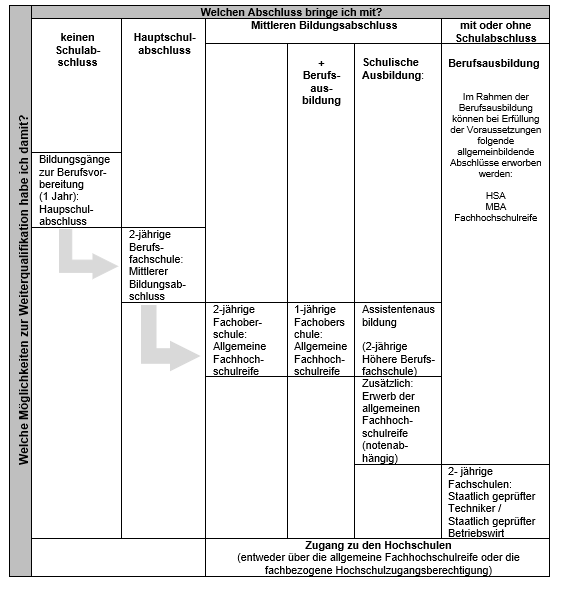 Welchen Abschluss bringe ich mit?
Welche Möglichkeiten zur Weiterqualifikation habe ich damit?
keinen
Schulab-
schluss
Hauptschul-
abschluss
Mittleren Bildungsabschluss
mit oder ohne
Schulabschluss
+
Berufs-
aus-
bildung
Schulische
Ausbildung:
Berufsausbildung
Im Rahmen der
Berufsausbildung
können bei Erfüllung
der Voraussetzungen
folgende
allgemeinbildende
Abschlüsse erworben
werden:
HSA
MBA
Fachhochschulreife
Bildungsgänge
zur Berufsvor-
bereitung
(1 Jahr):
Haupschul-
abschluss
2-jährige
Berufs-
fachschule:
Mittlerer
Bildungsab-
schluss
2-jährige
Fachober-
schule:
Allgemeine
Fachhoch-
schulreife
1-jährige
Fachobers
chule:
Allgemeine
Fachhoch-
schulreife
Assistentenaus
bildung
(2-jährige
Höhere Berufs-
fachschule)
Zusätzlich:
Erwerb der
allgemeinen
Fachhoch-
schulreife
(notenab-
hängig)
2- jährige
Fachschulen:
Staatlich geprüfter
Techniker /
Staatlich geprüfter
Betriebswirt
Zugang zu den Hochschulen
(entweder über die allgemeine Fachhochschulreife oder die
fachbezogene Hochschulzugangsberechtigung)